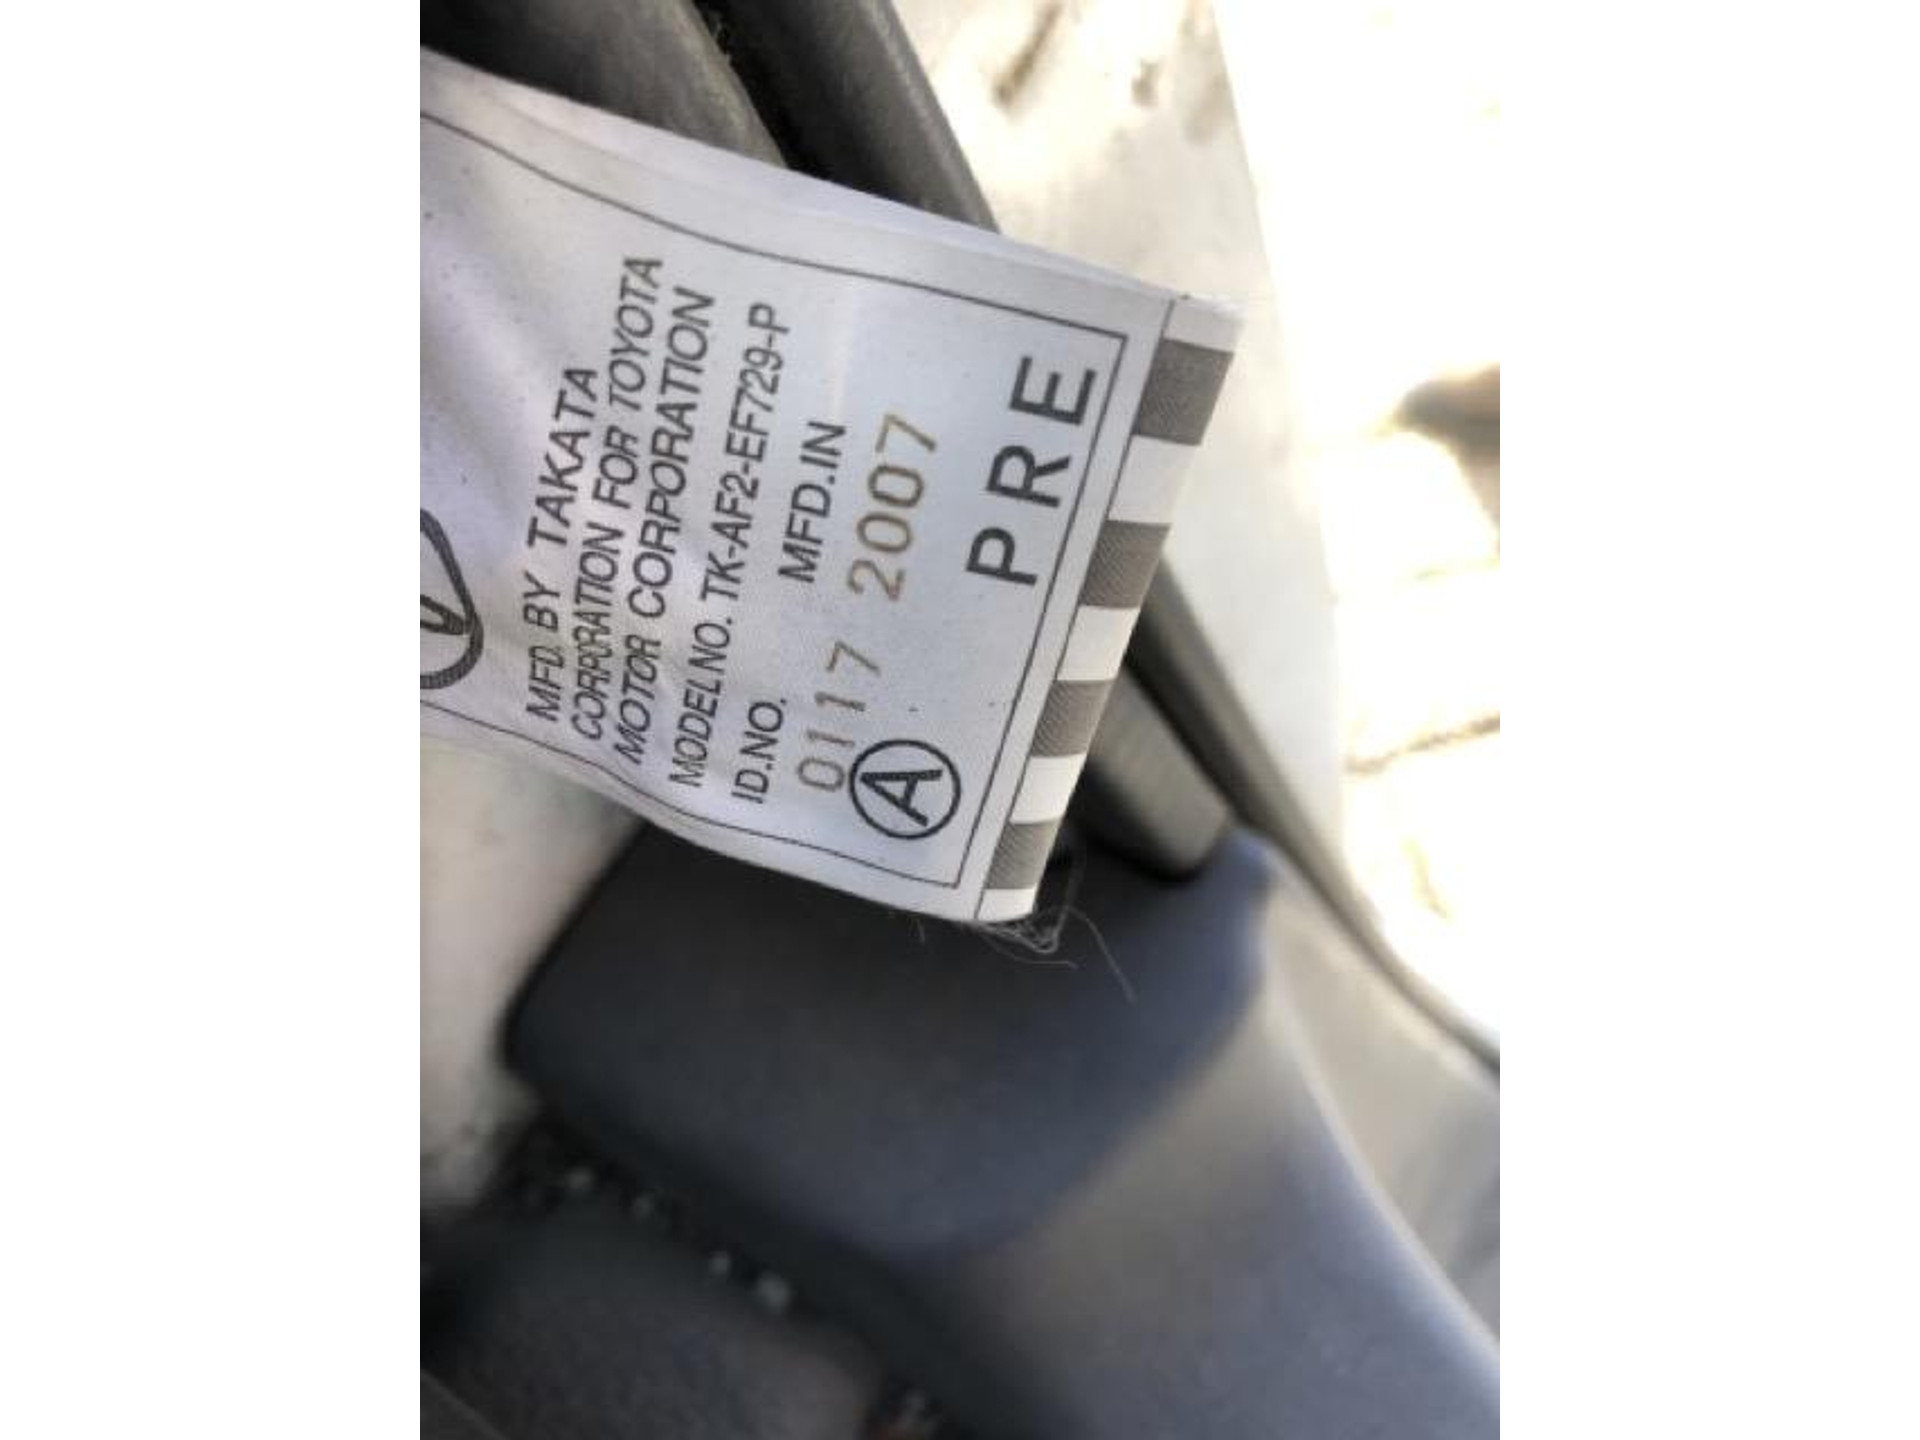 MFD. BY TAKATA
CORPORATION FOR TOYOTA
MOTOR CORPORATION
MODEL NO. TK-AF2-EF729-P
ID.NO. MFD.IN
0117 2007
A PRE